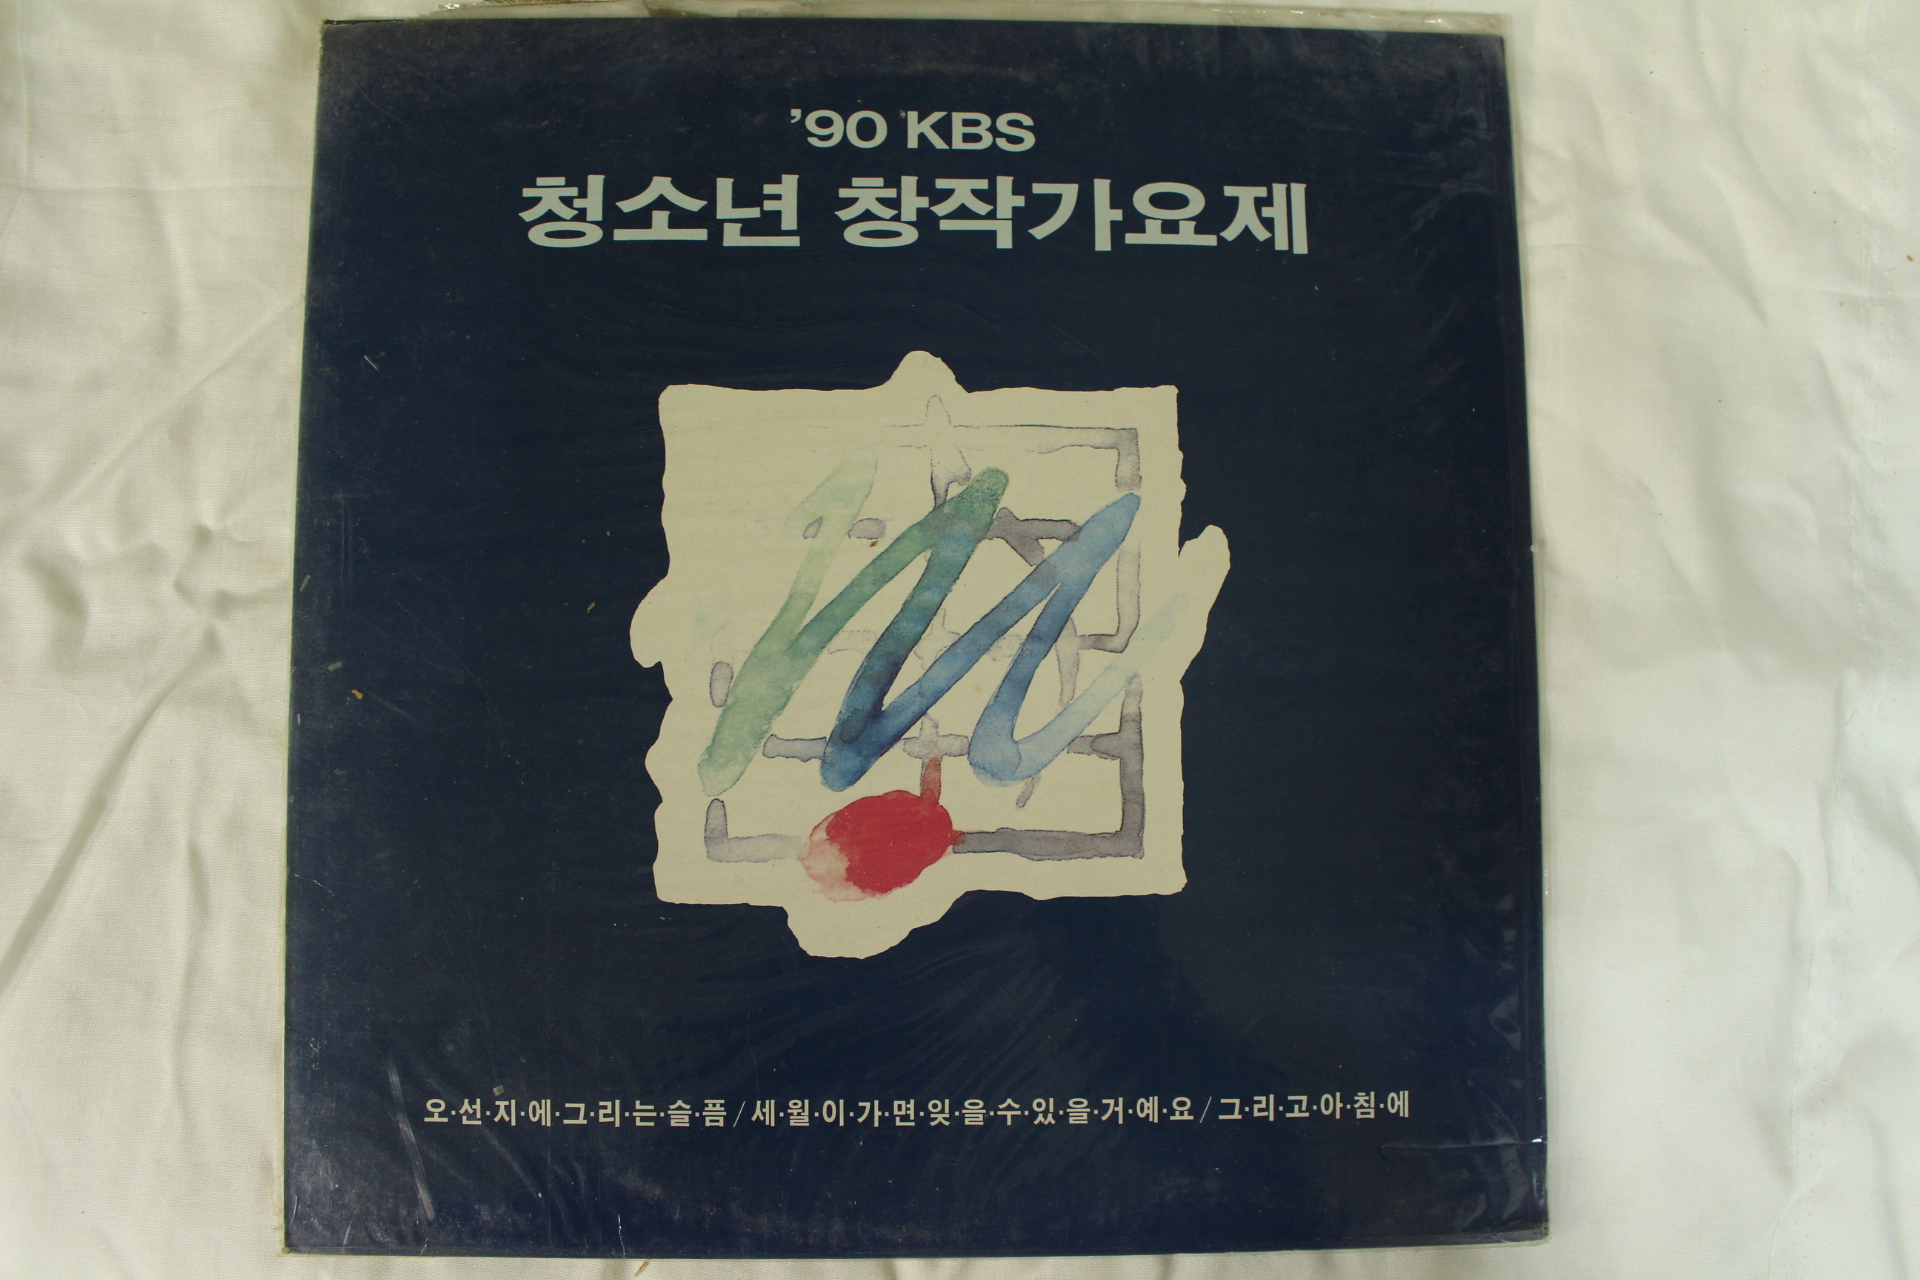 '90 KBS
청소년 창작가요제
오·선·지·에·그·리·는·슬·픔/세·월·이·가·면·잊·을·수·있·을·거·예·요/그·리·고·아·침·에